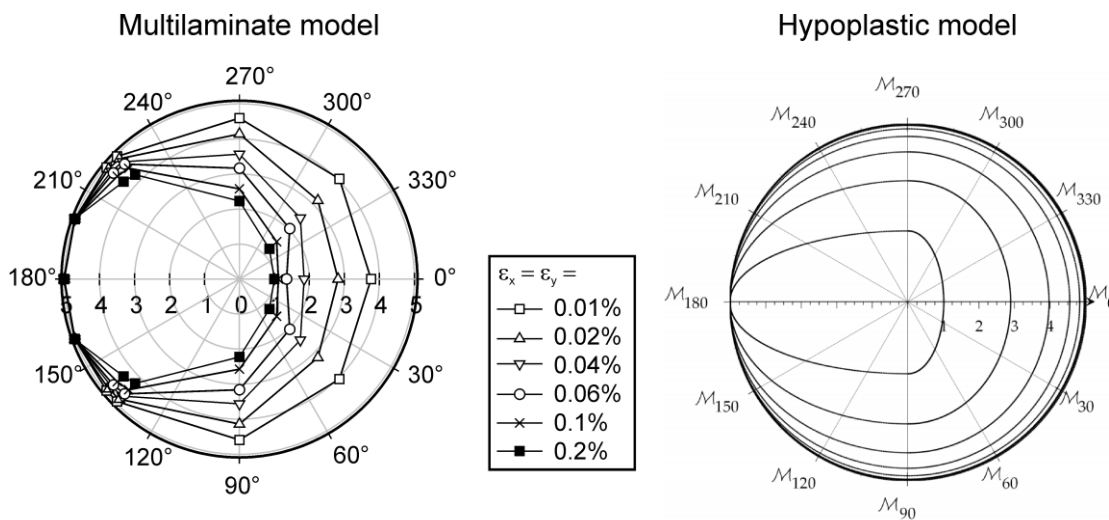 Multilaminate model
270°
240°
300°
210°
330°
180°
0°
5 4 3 2 1 0 1 2 3 4 5
150°
30°
120°
60°
90°
εx = εy =
0.01%
0.02%
0.04%
0.06%
0.1%
0.2%
Hypoplastic model
M270
M240
M300
M210
M330
M180
1 2 3 4
M150
M30
M120
M60
M90